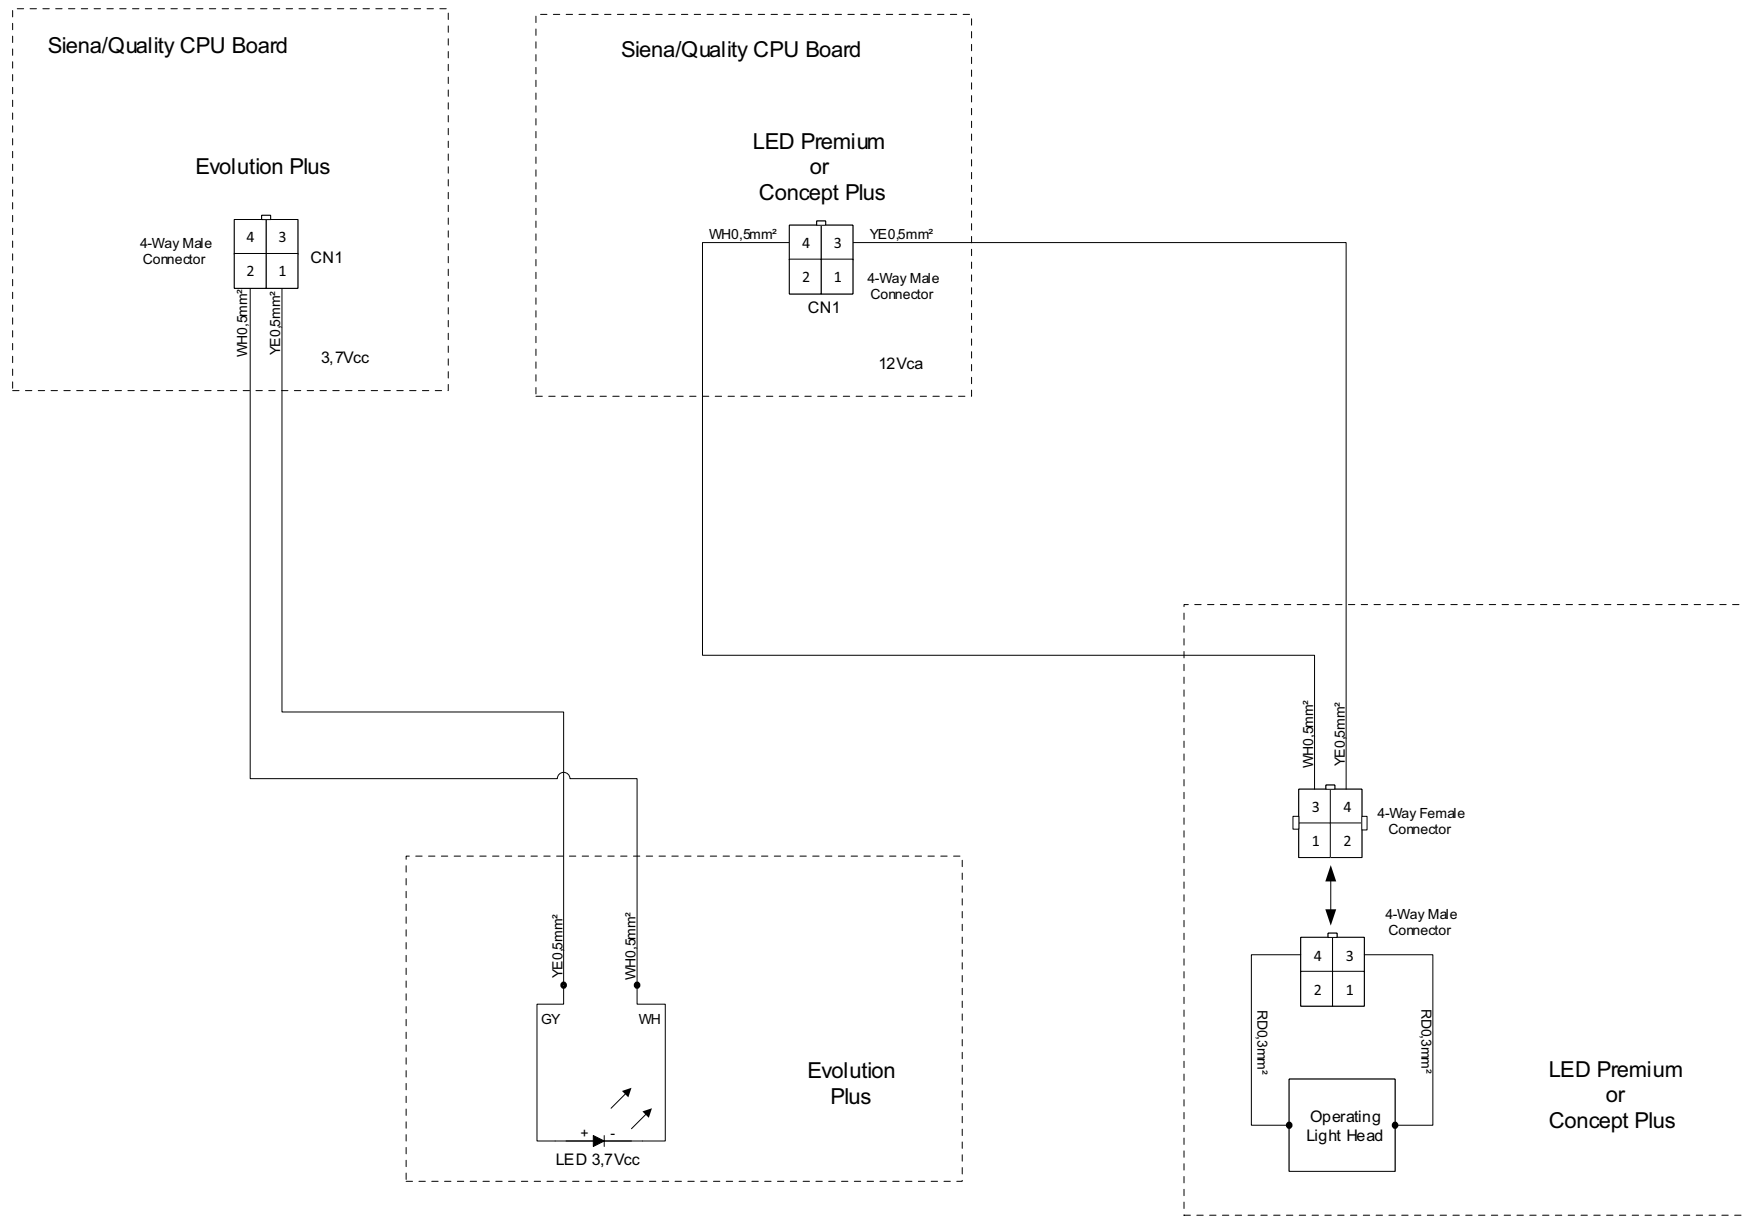 Siena/Quality CPU Board
Evolution Plus
4-Way Male
Connector
4 3
2 1
CN1
WH0,5mm²
YE0,5mm²
3,7Vcc
Siena/Quality CPU Board
LED Premium
or
Concept Plus
WH0,5mm²
4 3
YE0,5mm²
2 1
4-Way Male
Connector
CN1
12Vca
WH0,5mm²
YE0,5mm²
3 4
1 2
4-Way Female
Connector
4-Way Male
Connector
4 3
2 1
RD0,3mm²
RD0,3mm²
Operating
Light Head
LED Premium
or
Concept Plus
YE0,5mm²
WH0,5mm²
GY
WH
Evolution
Plus
+ -
LED 3,7Vcc